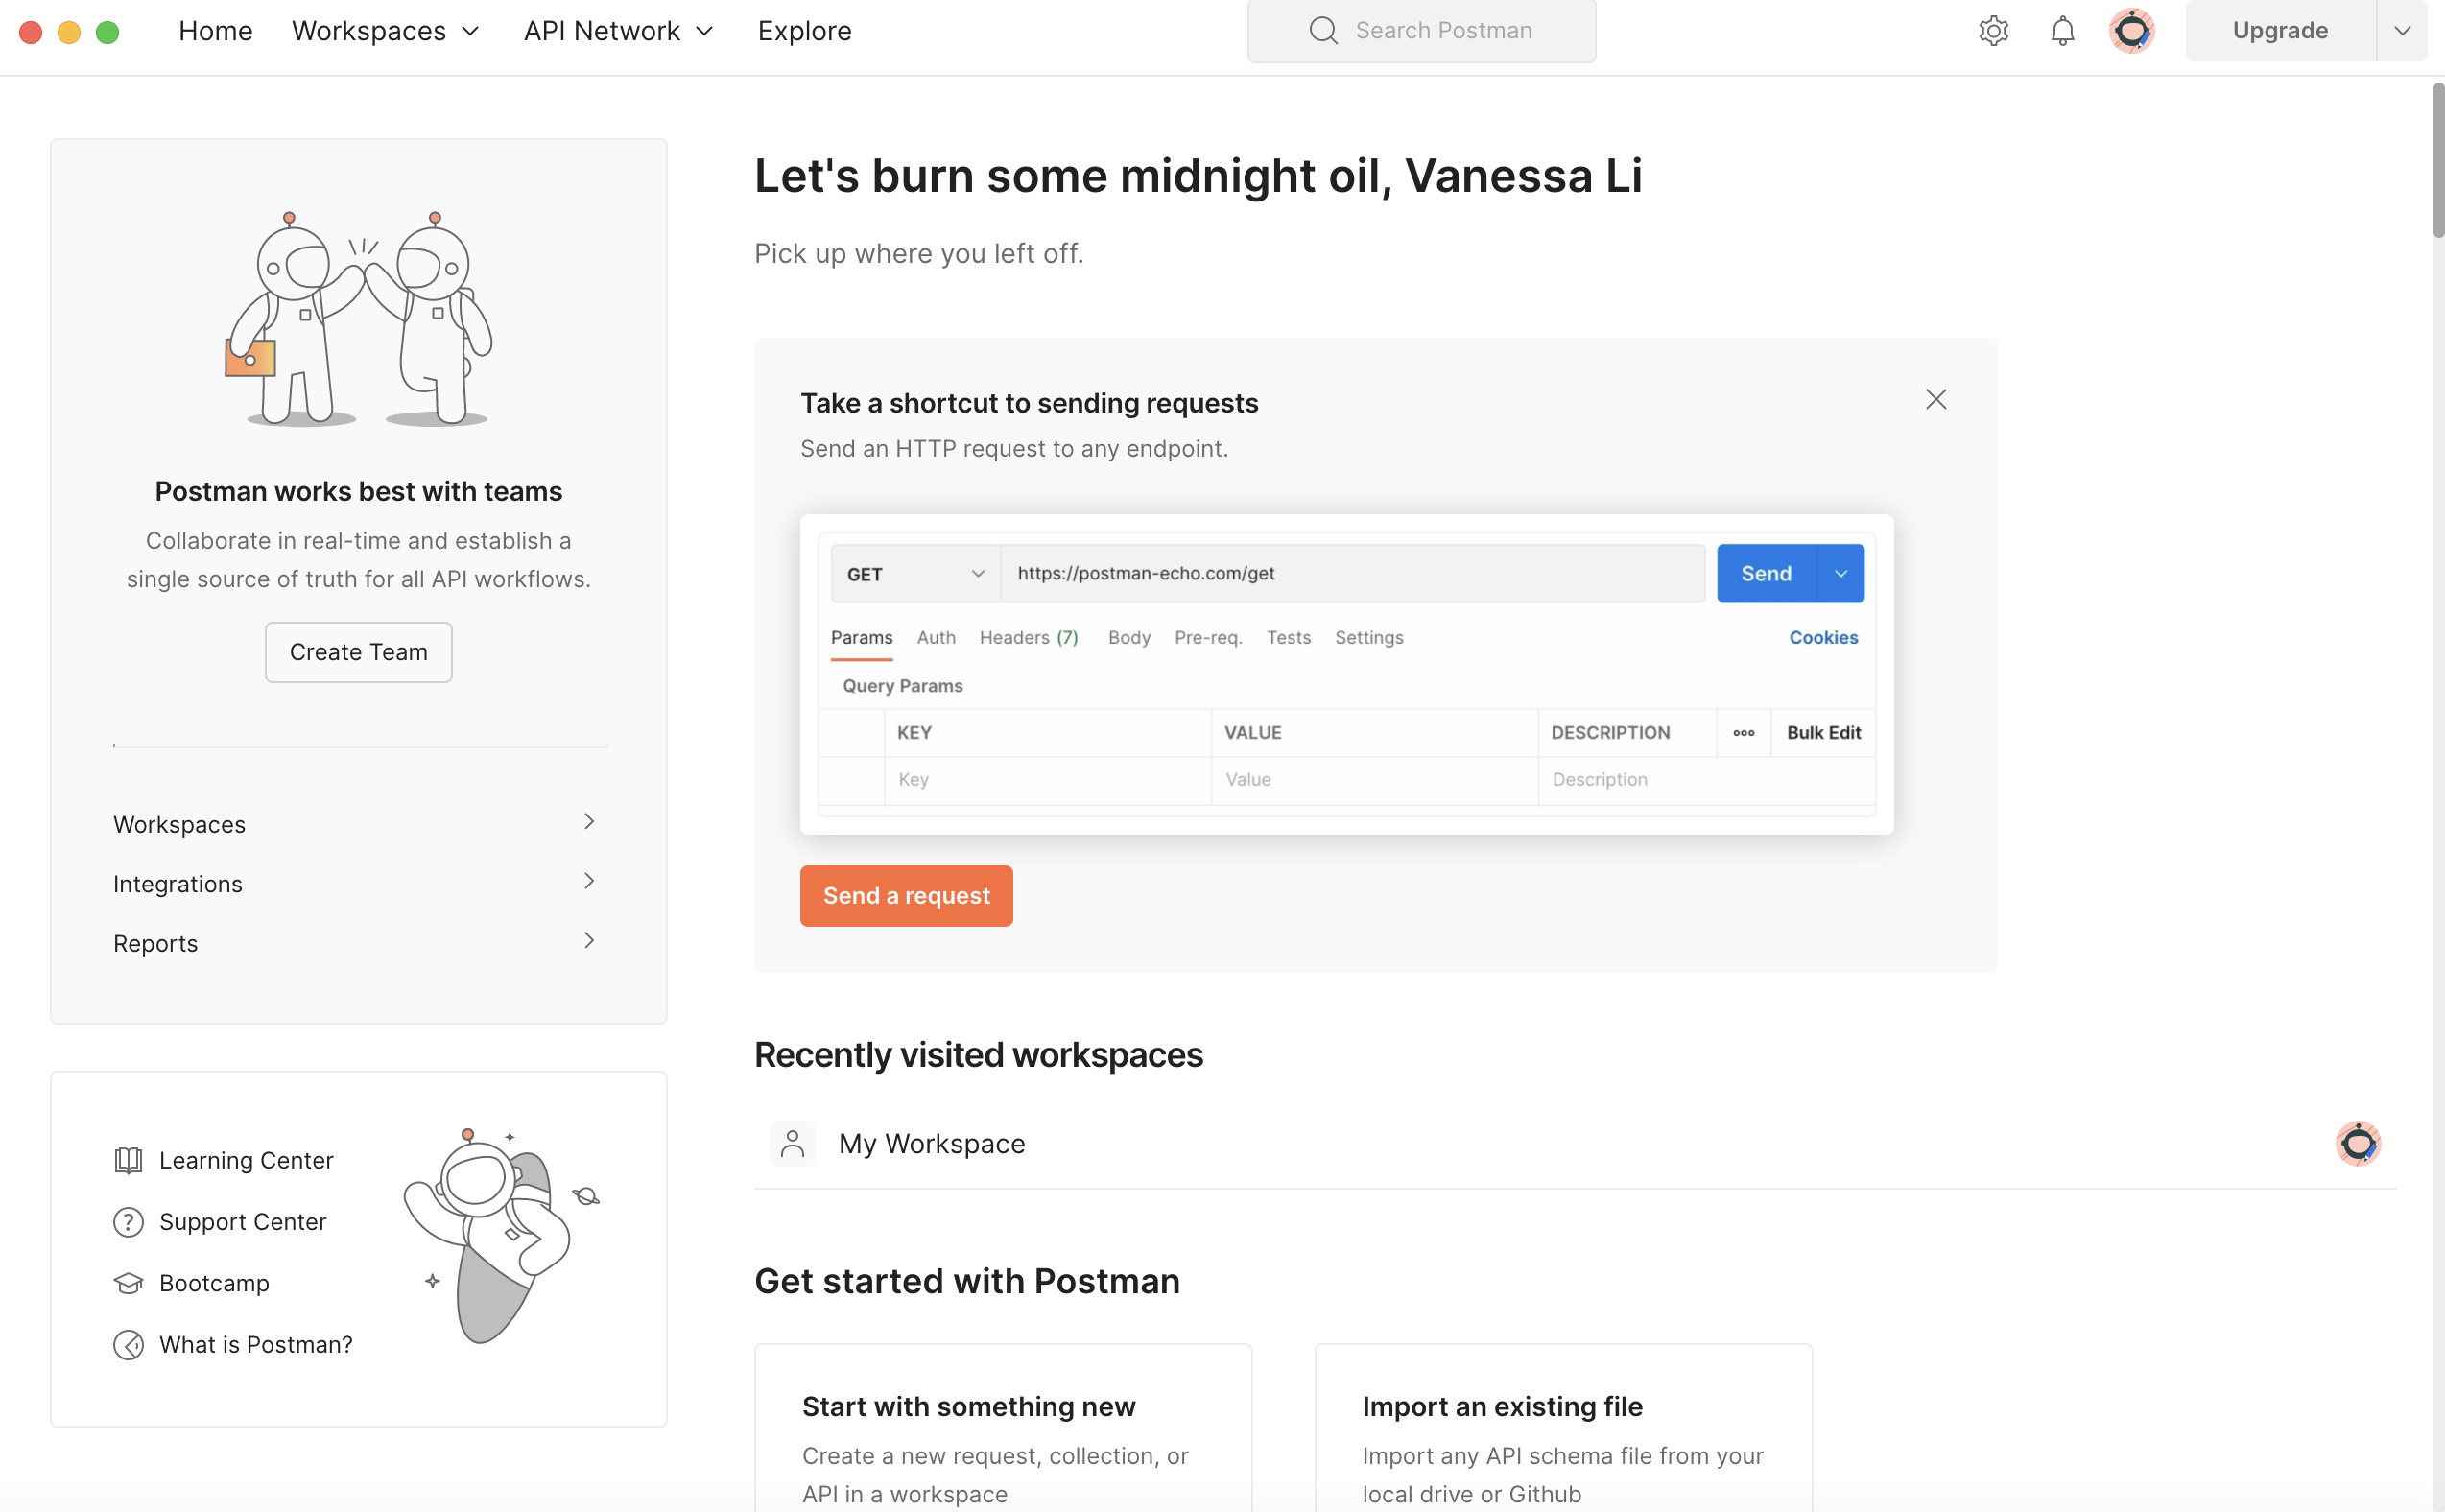 Home Workspaces API Network Explore Search Postman Upgrade
Postman works best with teams
Collaborate in real-time and establish a
single source of truth for all API workflows.
Create Team
Workspaces
Integrations
Reports
Learning Center
Support Center
Bootcamp
What is Postman?
Let's burn some midnight oil, Vanessa Li
Pick up where you left off.
Take a shortcut to sending requests
Send an HTTP request to any endpoint.
GET https://postman-echo.com/get Send
Params Auth Headers (7) Body Pre-req. Tests Settings Cookies
Query Params
KEY VALUE DESCRIPTION Bulk Edit
Key Value Description
Send a request
Recently visited workspaces
My Workspace
Get started with Postman
Start with something new
Create a new request, collection, or
API in a workspace
Import an existing file
Import any API schema file from your
local drive or Github